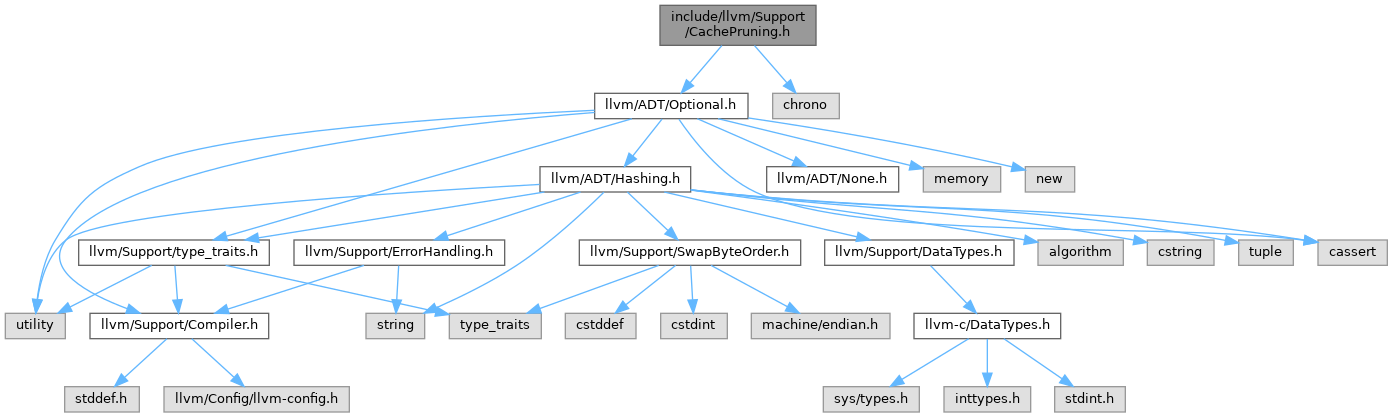 include/llvm/Support
/CachePruning.h
llvm/ADT/Optional.h
chrono
llvm/ADT/Hashing.h
llvm/ADT/None.h
memory
new
llvm/Support/type_traits.h
llvm/Support/ErrorHandling.h
llvm/Support/SwapByteOrder.h
llvm/Support/DataTypes.h
algorithm
cstring
tuple
cassert
utility
llvm/Support/Compiler.h
string
type_traits
cstddef
cstdint
machine/endian.h
llvm-c/DataTypes.h
stddef.h
llvm/Config/llvm-config.h
sys/types.h
inttypes.h
stdint.h